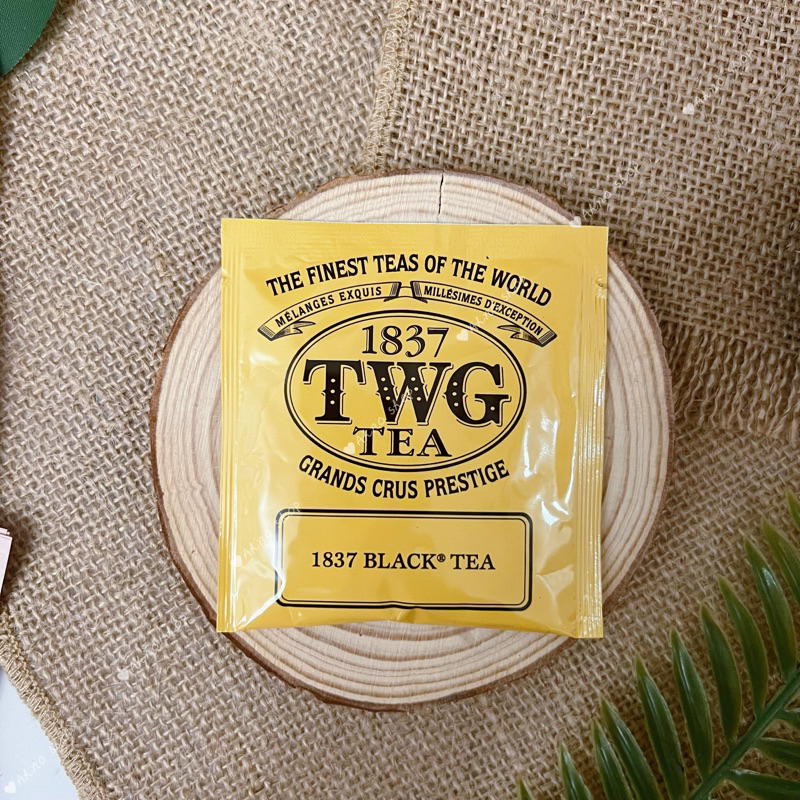 THE FINEST TEAS OF THE WORLD
MÉLANGES EXQUIS MILLÉSIMES D'EXCEPTION
1837
TWG
TEA
GRANDS CRUS PRESTIGE
1837 BLACK® TEA